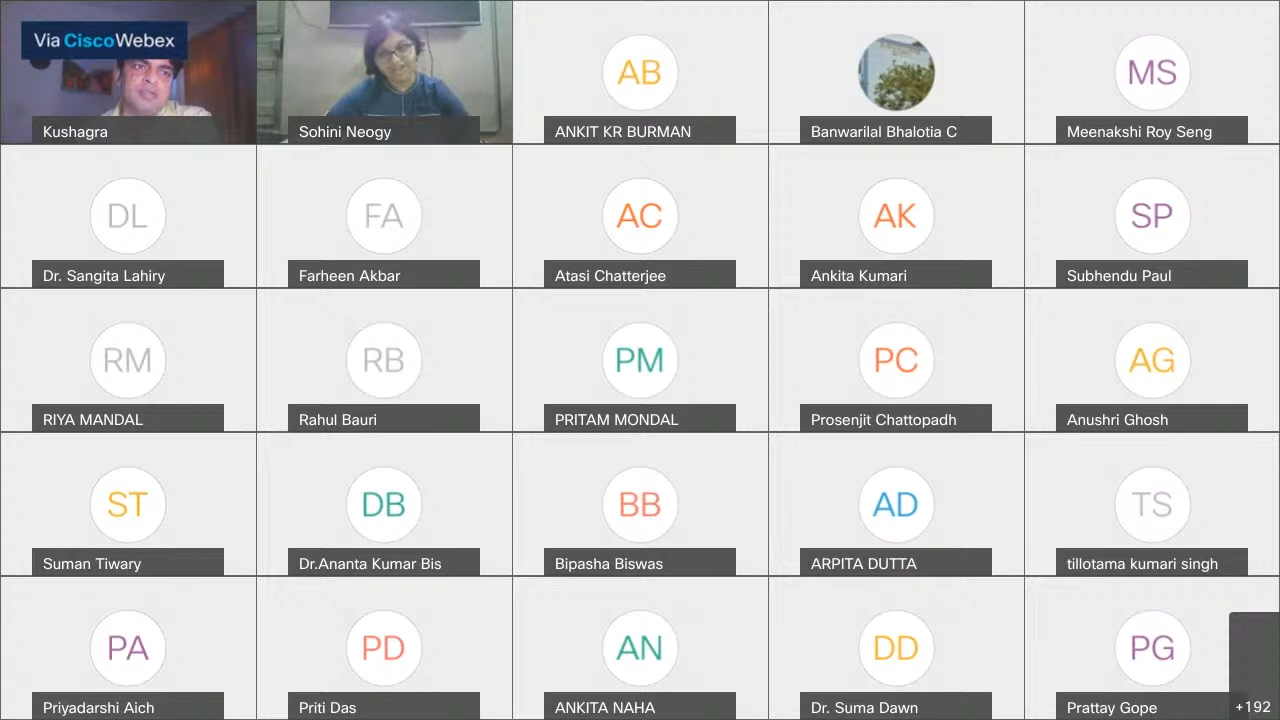 Via CiscoWebex
Kushagra
Sohini Neogy
AB
ANKIT KR BURMAN
Banwarilal Bhalotia C
MS
Meenakshi Roy Seng
DL
Dr. Sangita Lahiry
FA
Farheen Akbar
AC
Atasi Chatterjee
AK
Ankita Kumari
SP
Subhendu Paul
RM
RIYA MANDAL
RB
Rahul Bauri
PM
PRITAM MONDAL
PC
Prosenjit Chattopadh
AG
Anushri Ghosh
ST
Suman Tiwary
DB
Dr.Ananta Kumar Bis
BB
Bipasha Biswas
AD
ARPITA DUTTA
TS
tillotama kumari singh
PA
Priyadarshi Aich
PD
Priti Das
AN
ANKITA NAHA
DD
Dr. Suma Dawn
PG
Prattay Gope
+192